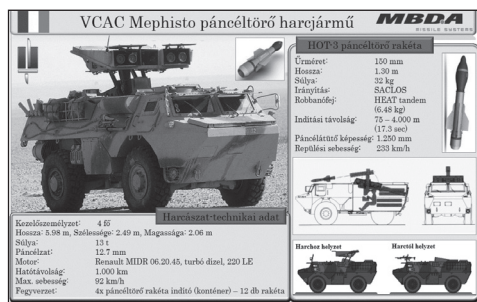 VCAC Mephisto páncéltörő harcjármű
MBDA
MISSILE SYSTEMS
HOT-3 páncéltörő rakéta
Űrméret: 150 mm
Hossza: 1.30 m
Súlya: 32 kg
Irányítás: SACLOS
Robbanófej: HEAT tandem
(6.48 kg)
Indítási távolság: 75 – 4.000 m
(17.3 sec)
Páncélátütő képesség: 1.250 mm
Repülési sebesség: 233 km/h
Harcászat-technikai adat
Kezelőszemélyzet: 4 fő
Hossza: 5.98 m, Szélessége: 2.49 m, Magassága: 2.06 m
Súlya: 13 t
Páncélzat: 12.7 mm
Motor: Renault MIDR 06.20.45, turbó dízel, 220 LE
Hatótávolság: 1.000 km
Max. sebesség: 92 km/h
Fegyverzet: 4x páncéltörő rakéta indító (konténer) – 12 db rakéta
Harchoz helyzet
Harctól helyzet